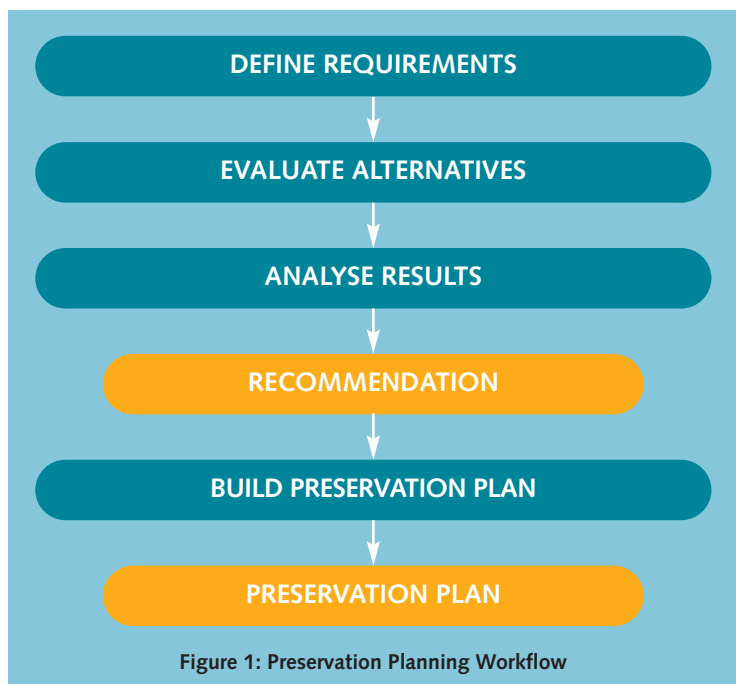 DEFINE REQUIREMENTS
EVALUATE ALTERNATIVES
ANALYSE RESULTS
RECOMMENDATION
BUILD PRESERVATION PLAN
PRESERVATION PLAN
Figure 1: Preservation Planning Workflow